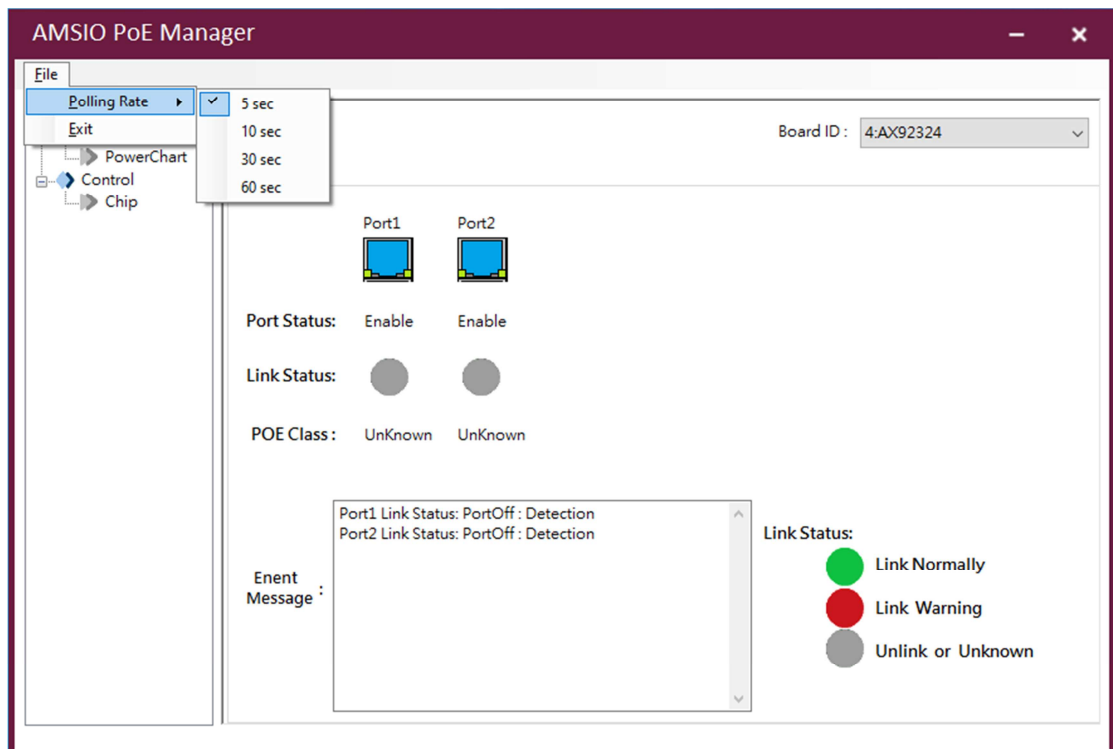 AMSIO PoE Manager
File
Polling Rate
Exit
5 sec
10 sec
30 sec
60 sec
PowerChart
Control
Chip
Board ID : 4:AX92324
Port1 Port2
Port Status: Enable Enable
Link Status:
POE Class : UnKnown UnKnown
Enent Message :
Port1 Link Status: PortOff : Detection
Port2 Link Status: PortOff : Detection
Link Status:
Link Normally
Link Warning
Unlink or Unknown